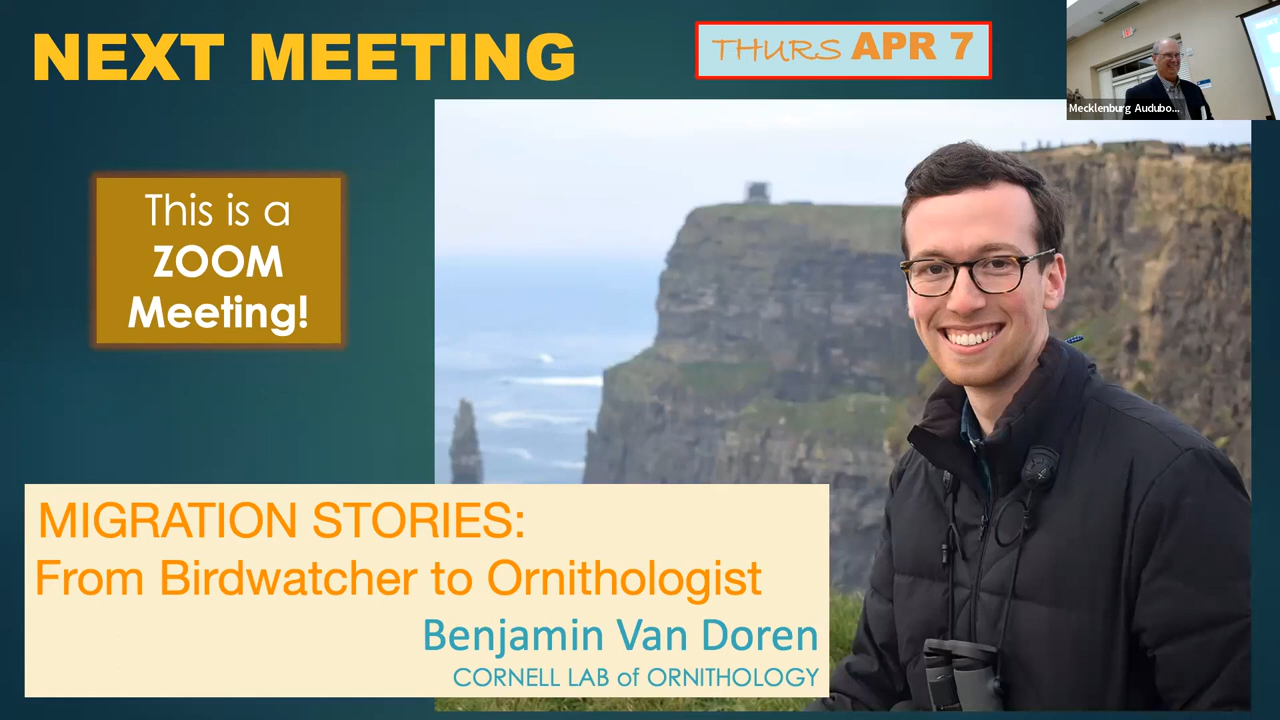 NEXT MEETING
THURS APR 7
Mecklenburg Audubo...
This is a
ZOOM
Meeting!
MIGRATION STORIES:
From Birdwatcher to Ornithologist
Benjamin Van Doren
CORNELL LAB of ORNITHOLOGY